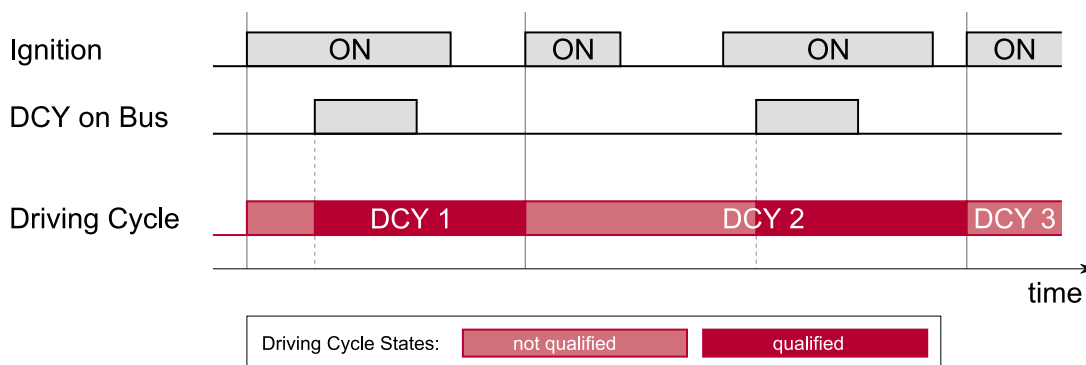 Ignition ON ON ON ON
DCY on Bus
Driving Cycle DCY 1 DCY 2 DCY 3
time
Driving Cycle States: not qualified qualified